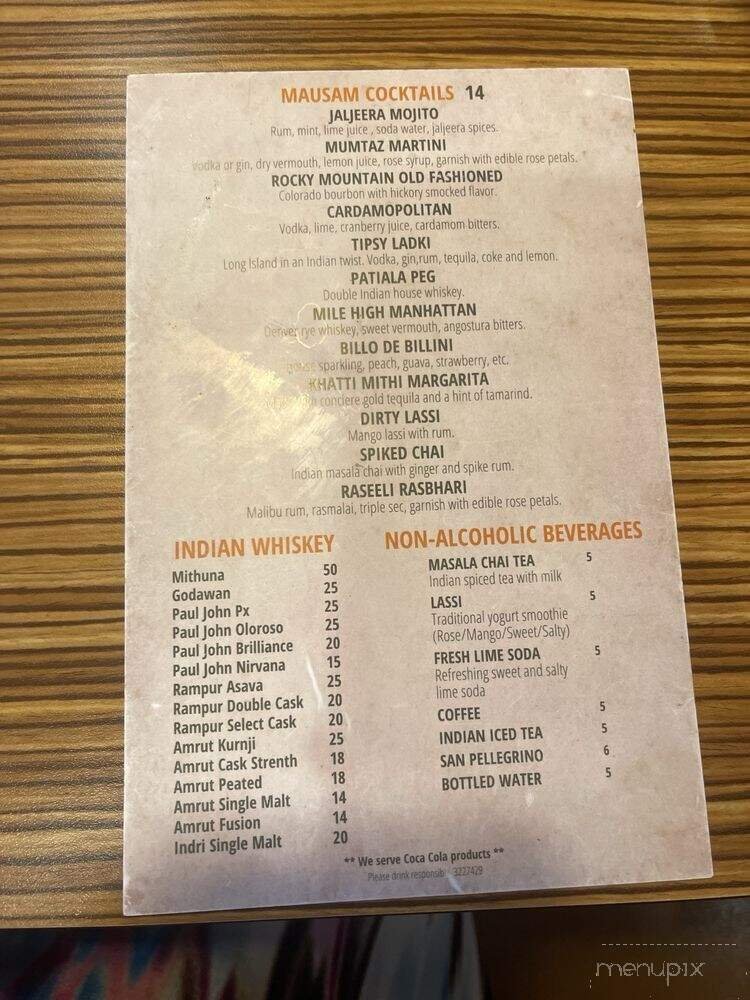 MAUSAM COCKTAILS 14
JALJEERA MOJITO
Rum, mint, lime juice , soda water, jaljeera spices.
MUMTAZ MARTINI
vodka or gin, dry vermouth, lemon juice, rose syrup, garnish with edible rose petals.
ROCKY MOUNTAIN OLD FASHIONED
Colorado bourbon with hickory smocked flavor.
CARDAMOPOLITAN
Vodka, lime, cranberry juice, cardamom bitters.
TIPSY LADKI
Long Island in an Indian twist. Vodka, gin,rum, tequila, coke and lemon.
PATIALA PEG
Double Indian house whiskey.
MILE HIGH MANHATTAN
Denver rye whiskey, sweet vermouth, angostura bitters.
BILLO DE BILLINI
house sparkling, peach, guava, strawberry, etc.
KHATTI MITHI MARGARITA
conciere gold tequila and a hint of tamarind.
DIRTY LASSI
Mango lassi with rum.
SPIKED CHAI
Indian masala chai with ginger and spike rum.
RASEELI RASBHARI
Malibu rum, rasmalai, triple sec, garnish with edible rose petals.
INDIAN WHISKEY
Mithuna 50
Godawan 25
Paul John Px 25
Paul John Oloroso 25
Paul John Brilliance 20
Paul John Nirvana 15
Rampur Asava 25
Rampur Double Cask 20
Rampur Select Cask 20
Amrut Kurnji 25
Amrut Cask Strenth 18
Amrut Peated 18
Amrut Single Malt 14
Amrut Fusion 14
Indri Single Malt 20
NON-ALCOHOLIC BEVERAGES
MASALA CHAI TEA 5
Indian spiced tea with milk
LASSI 5
Traditional yogurt smoothie
(Rose/Mango/Sweet/Salty)
FRESH LIME SODA 5
Refreshing sweet and salty
lime soda
COFFEE 5
INDIAN ICED TEA 5
SAN PELLEGRINO 6
BOTTLED WATER 5
** We serve Coca Cola products **
Please drink responsibl 3227429
menupix